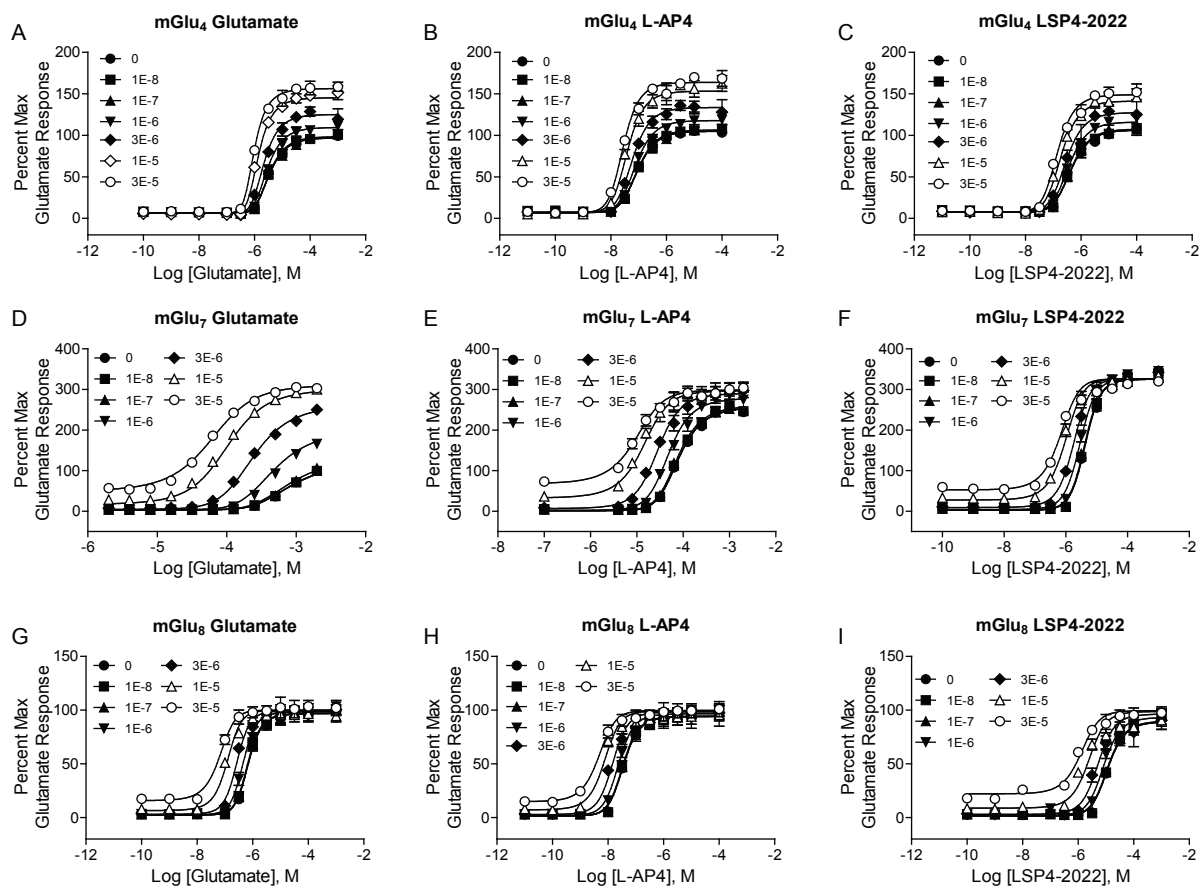 A
mGlu4 Glutamate
Percent Max
Glutamate Response
200
150
100
50
0
0
1E-8
1E-7
1E-6
3E-6
1E-5
3E-5
-10 -8 -6 -4 -2
Log [Glutamate], M
B
mGlu4 L-AP4
Percent Max
Glutamate Response
200
150
100
50
0
0
1E-8
1E-7
1E-6
3E-6
1E-5
3E-5
-10 -8 -6 -4 -2
Log [L-AP4], M
C
mGlu4 LSP4-2022
Percent Max
Glutamate Response
200
150
100
50
0
0
1E-8
1E-7
1E-6
3E-6
1E-5
3E-5
-10 -8 -6 -4 -2
Log [LSP4-2022], M
D
mGlu7 Glutamate
Percent Max
Glutamate Response
400
300
200
100
0
0 3E-6
1E-8 1E-5
1E-7 3E-5
1E-6
-6 -5 -4 -3 -2
Log [Glutamate], M
E
mGlu7 L-AP4
Percent Max
Glutamate Response
400
300
200
100
0
0 3E-6
1E-8 1E-5
1E-7 3E-5
1E-6
-8 -7 -6 -5 -4 -3 -2
Log [L-AP4], M
F
mGlu7 LSP4-2022
Percent Max
Glutamate Response
400
300
200
100
0
0 3E-6
1E-8 1E-5
1E-7 3E-5
1E-6
-10 -8 -6 -4 -2
Log [LSP4-2022], M
G
mGlu8 Glutamate
Percent Max
Glutamate Response
150
100
50
0
0 3E-6
1E-8 1E-5
1E-7 3E-5
1E-6
-12 -10 -8 -6 -4 -2
Log [Glutamate], M
H
mGlu8 L-AP4
Percent Max
Glutamate Response
150
100
50
0
0 1E-5
1E-8 3E-5
1E-7
1E-6
3E-6
-12 -10 -8 -6 -4 -2
Log [L-AP4], M
I
mGlu8 LSP4-2022
Percent Max
Glutamate Response
150
100
50
0
0 3E-6
1E-8 1E-5
1E-7 3E-5
1E-6
-12 -10 -8 -6 -4 -2
Log [LSP4-2022], M